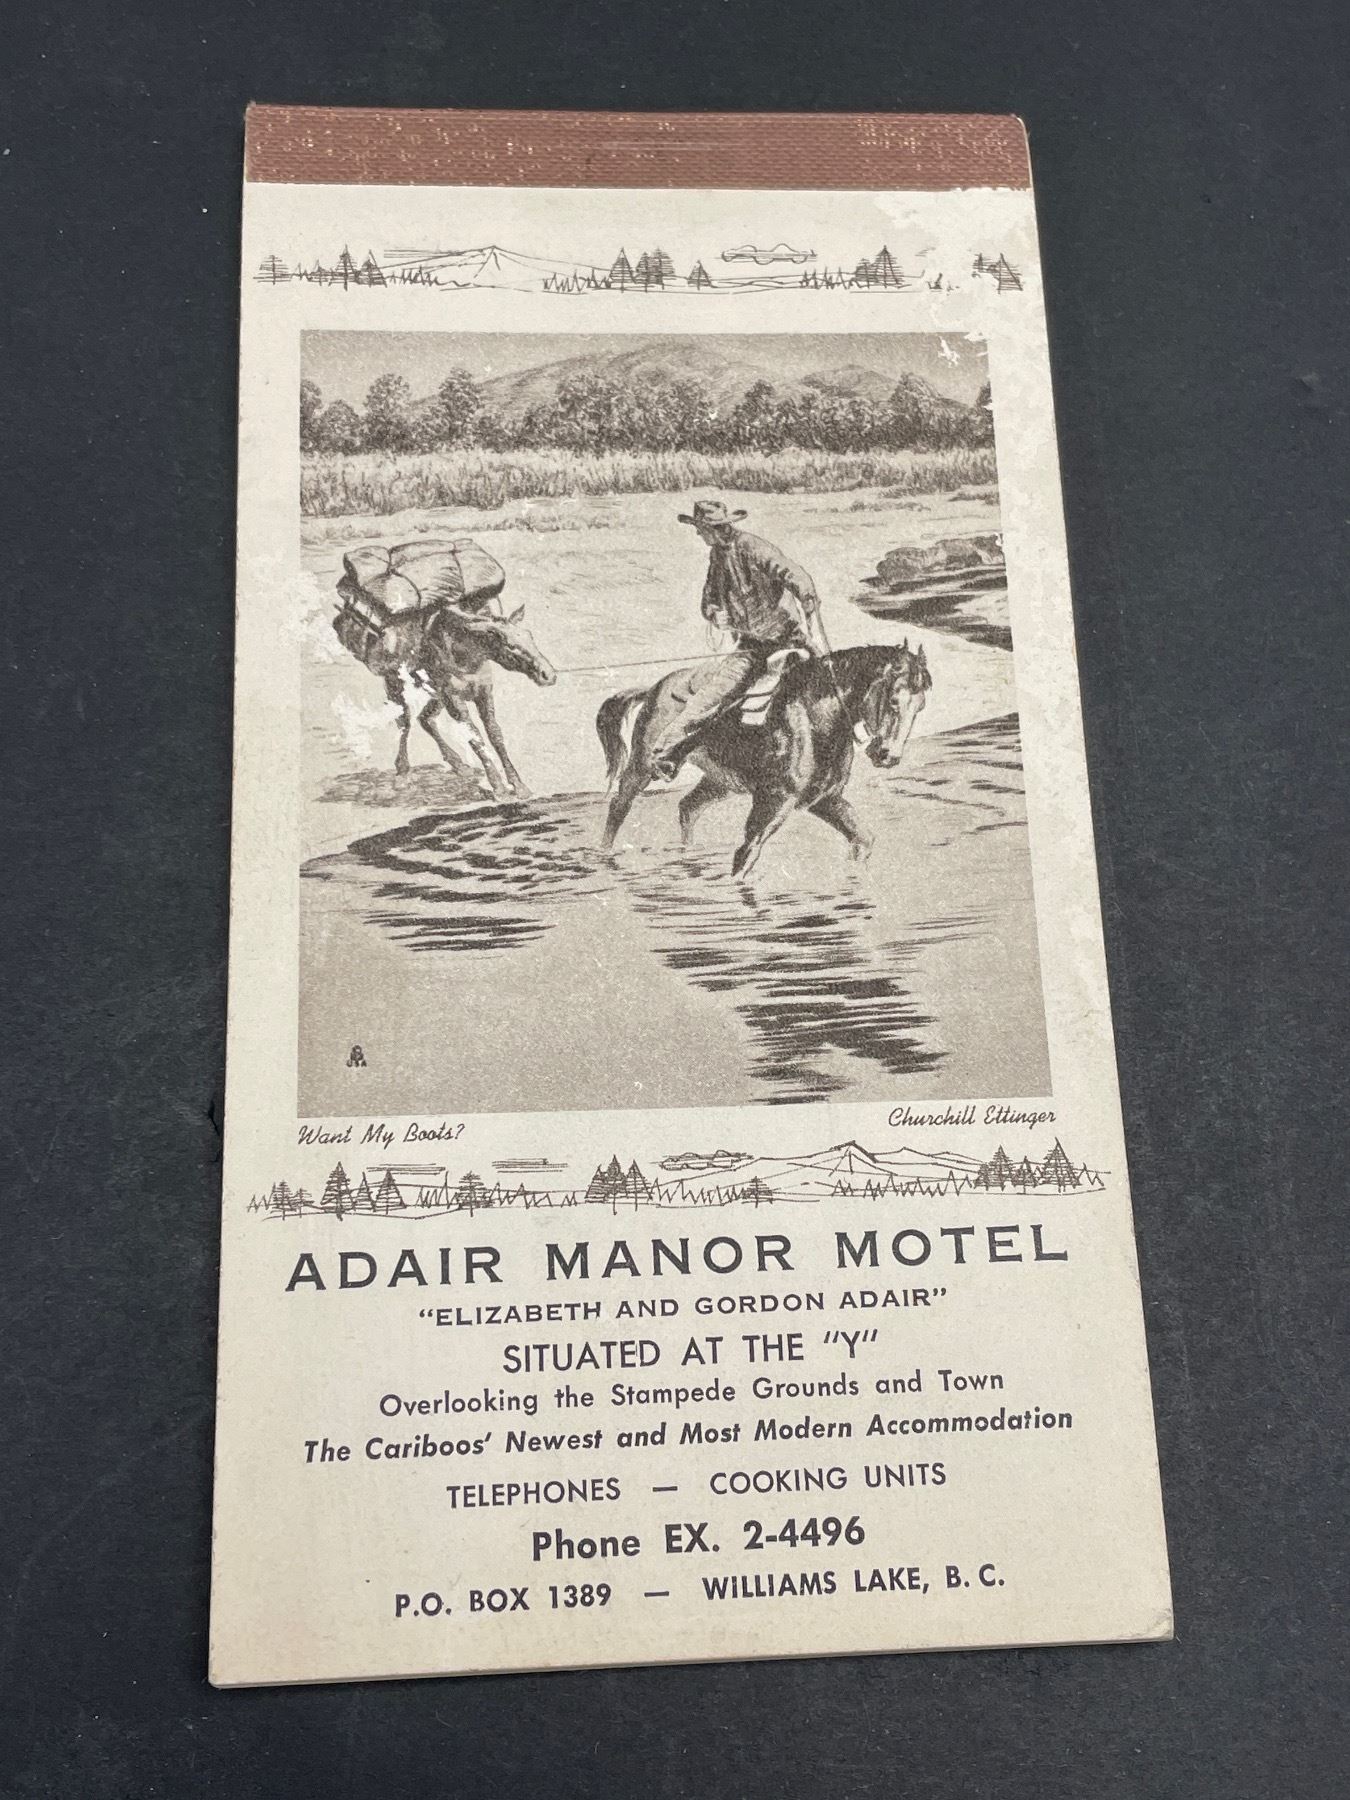 Want My Boots?
Churchill Ettinger
ADAIR MANOR MOTEL
"ELIZABETH AND GORDON ADAIR"
SITUATED AT THE "Y"
Overlooking the Stampede Grounds and Town
The Cariboos' Newest and Most Modern Accommodation
TELEPHONES — COOKING UNITS
Phone EX. 2-4496
P.O. BOX 1389 — WILLIAMS LAKE, B. C.